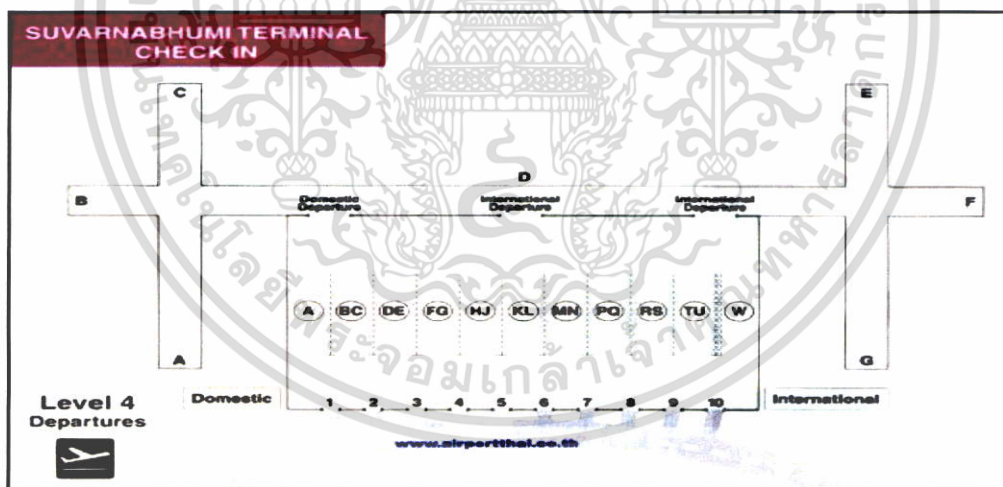 SUVARNABHUMI TERMINAL
CHECK IN
C
E
D
B
Domestic
Departure
International
Departure
International
Departure
F
A BC DE FG HJ KL MN PQ RS TU W
A
G
Domestic
International
1 2 3 4 5 6 7 8 9 10
Level 4
Departures
www.airportthai.co.th